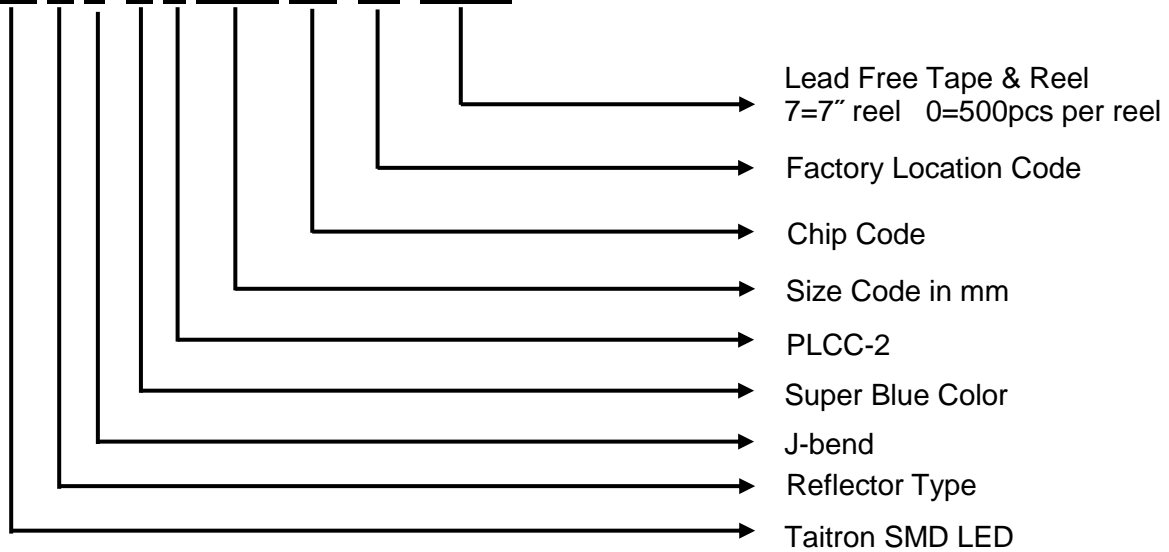 Lead Free Tape & Reel
7=7˝ reel   0=500pcs per reel
Factory Location Code
Chip Code
Size Code in mm
PLCC-2
Super Blue Color
J-bend
Reflector Type
Taitron SMD LED